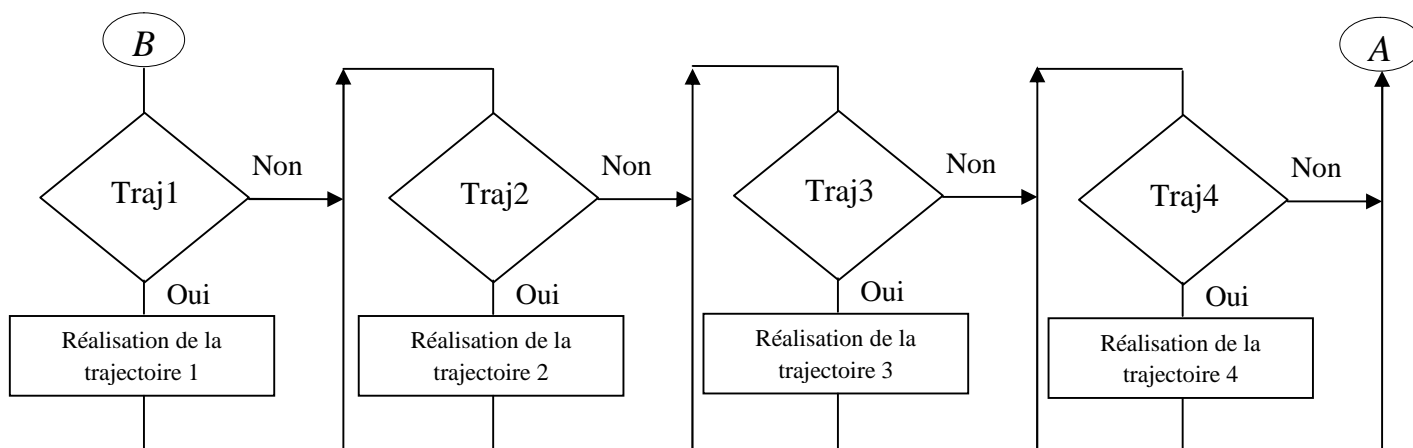 B
A
Traj1
Non
Oui
Réalisation de la
trajectoire 1
Traj2
Non
Oui
Réalisation de la
trajectoire 2
Traj3
Non
Oui
Réalisation de la
trajectoire 3
Traj4
Non
Oui
Réalisation de la
trajectoire 4